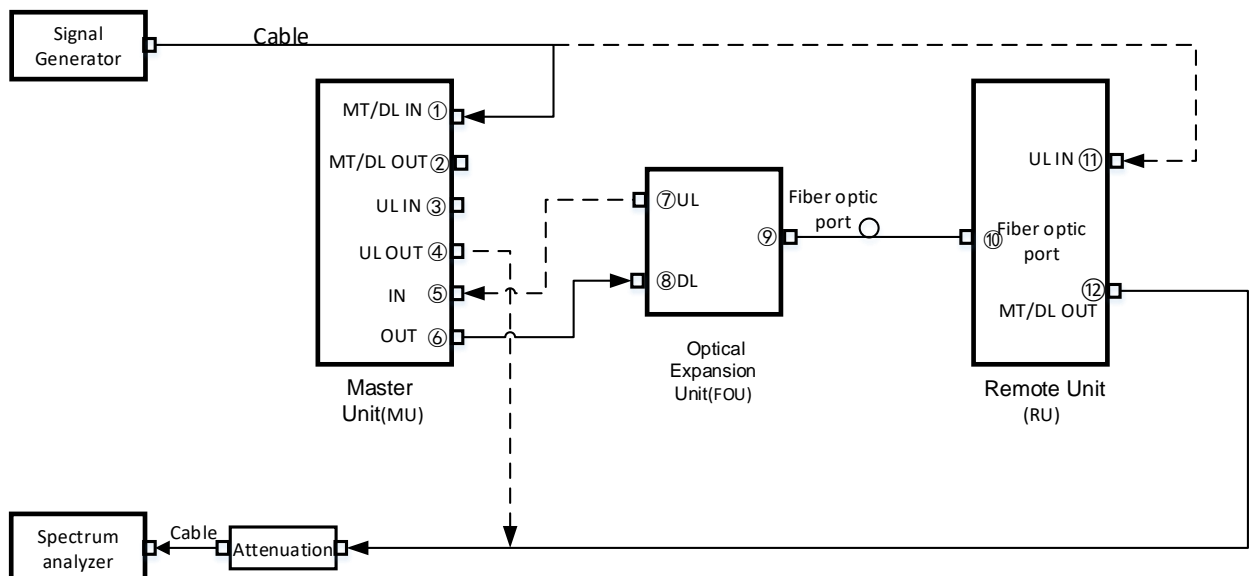 Signal
Generator
Cable
MT/DL IN ①
MT/DL OUT ②
UL IN ③
UL OUT ④
IN ⑤
OUT ⑥
Master
Unit(MU)
⑦UL
⑧DL
⑨
Optical
Expansion
Unit(FOU)
Fiber optic
port
UL IN ⑪
⑩Fiber optic
port
⑫
MT/DL OUT
Remote Unit
(RU)
Spectrum
analyzer
Cable
Attenuation